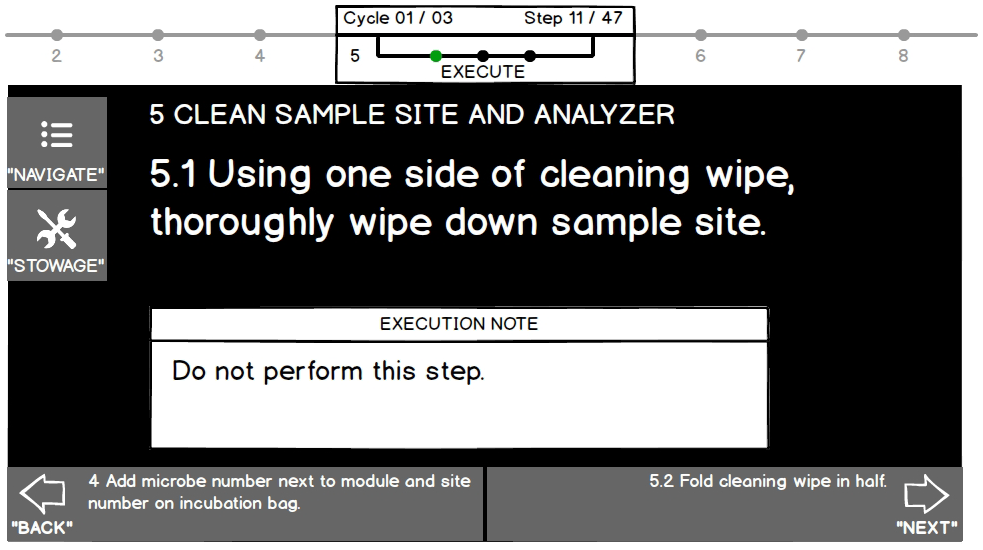 Cycle 01 / 03 Step 11 / 47
2 3 4 5 EXECUTE 6 7 8
5 CLEAN SAMPLE SITE AND ANALYZER
"NAVIGATE"
5.1 Using one side of cleaning wipe,
thoroughly wipe down sample site.
"STOWAGE"
EXECUTION NOTE
Do not perform this step.
4 Add microbe number next to module and site
number on incubation bag.
"BACK"
5.2 Fold cleaning wipe in half.
"NEXT"